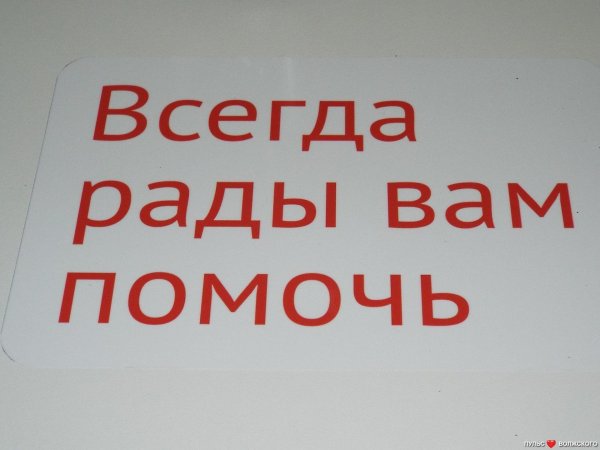 Всегда
рады вам
помочь
пульс❤️волжского